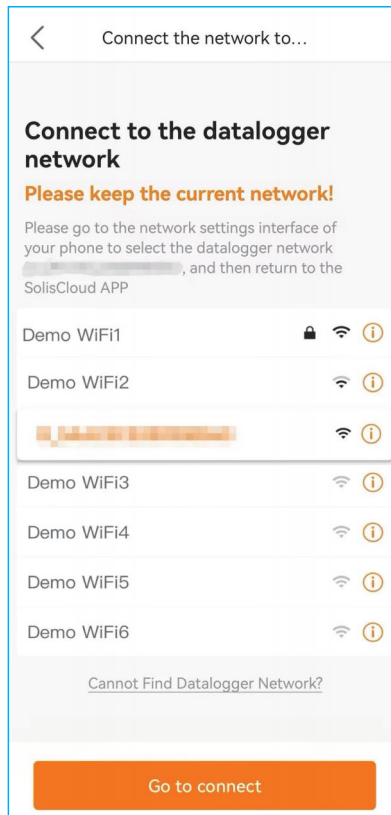 Connect the network to...
Connect to the datalogger
network
Please keep the current network!
Please go to the network settings interface of
your phone to select the datalogger network
, and then return to the
SolisCloud APP
Demo WiFi1
Demo WiFi2
Demo WiFi3
Demo WiFi4
Demo WiFi5
Demo WiFi6
Cannot Find Datalogger Network?
Go to connect